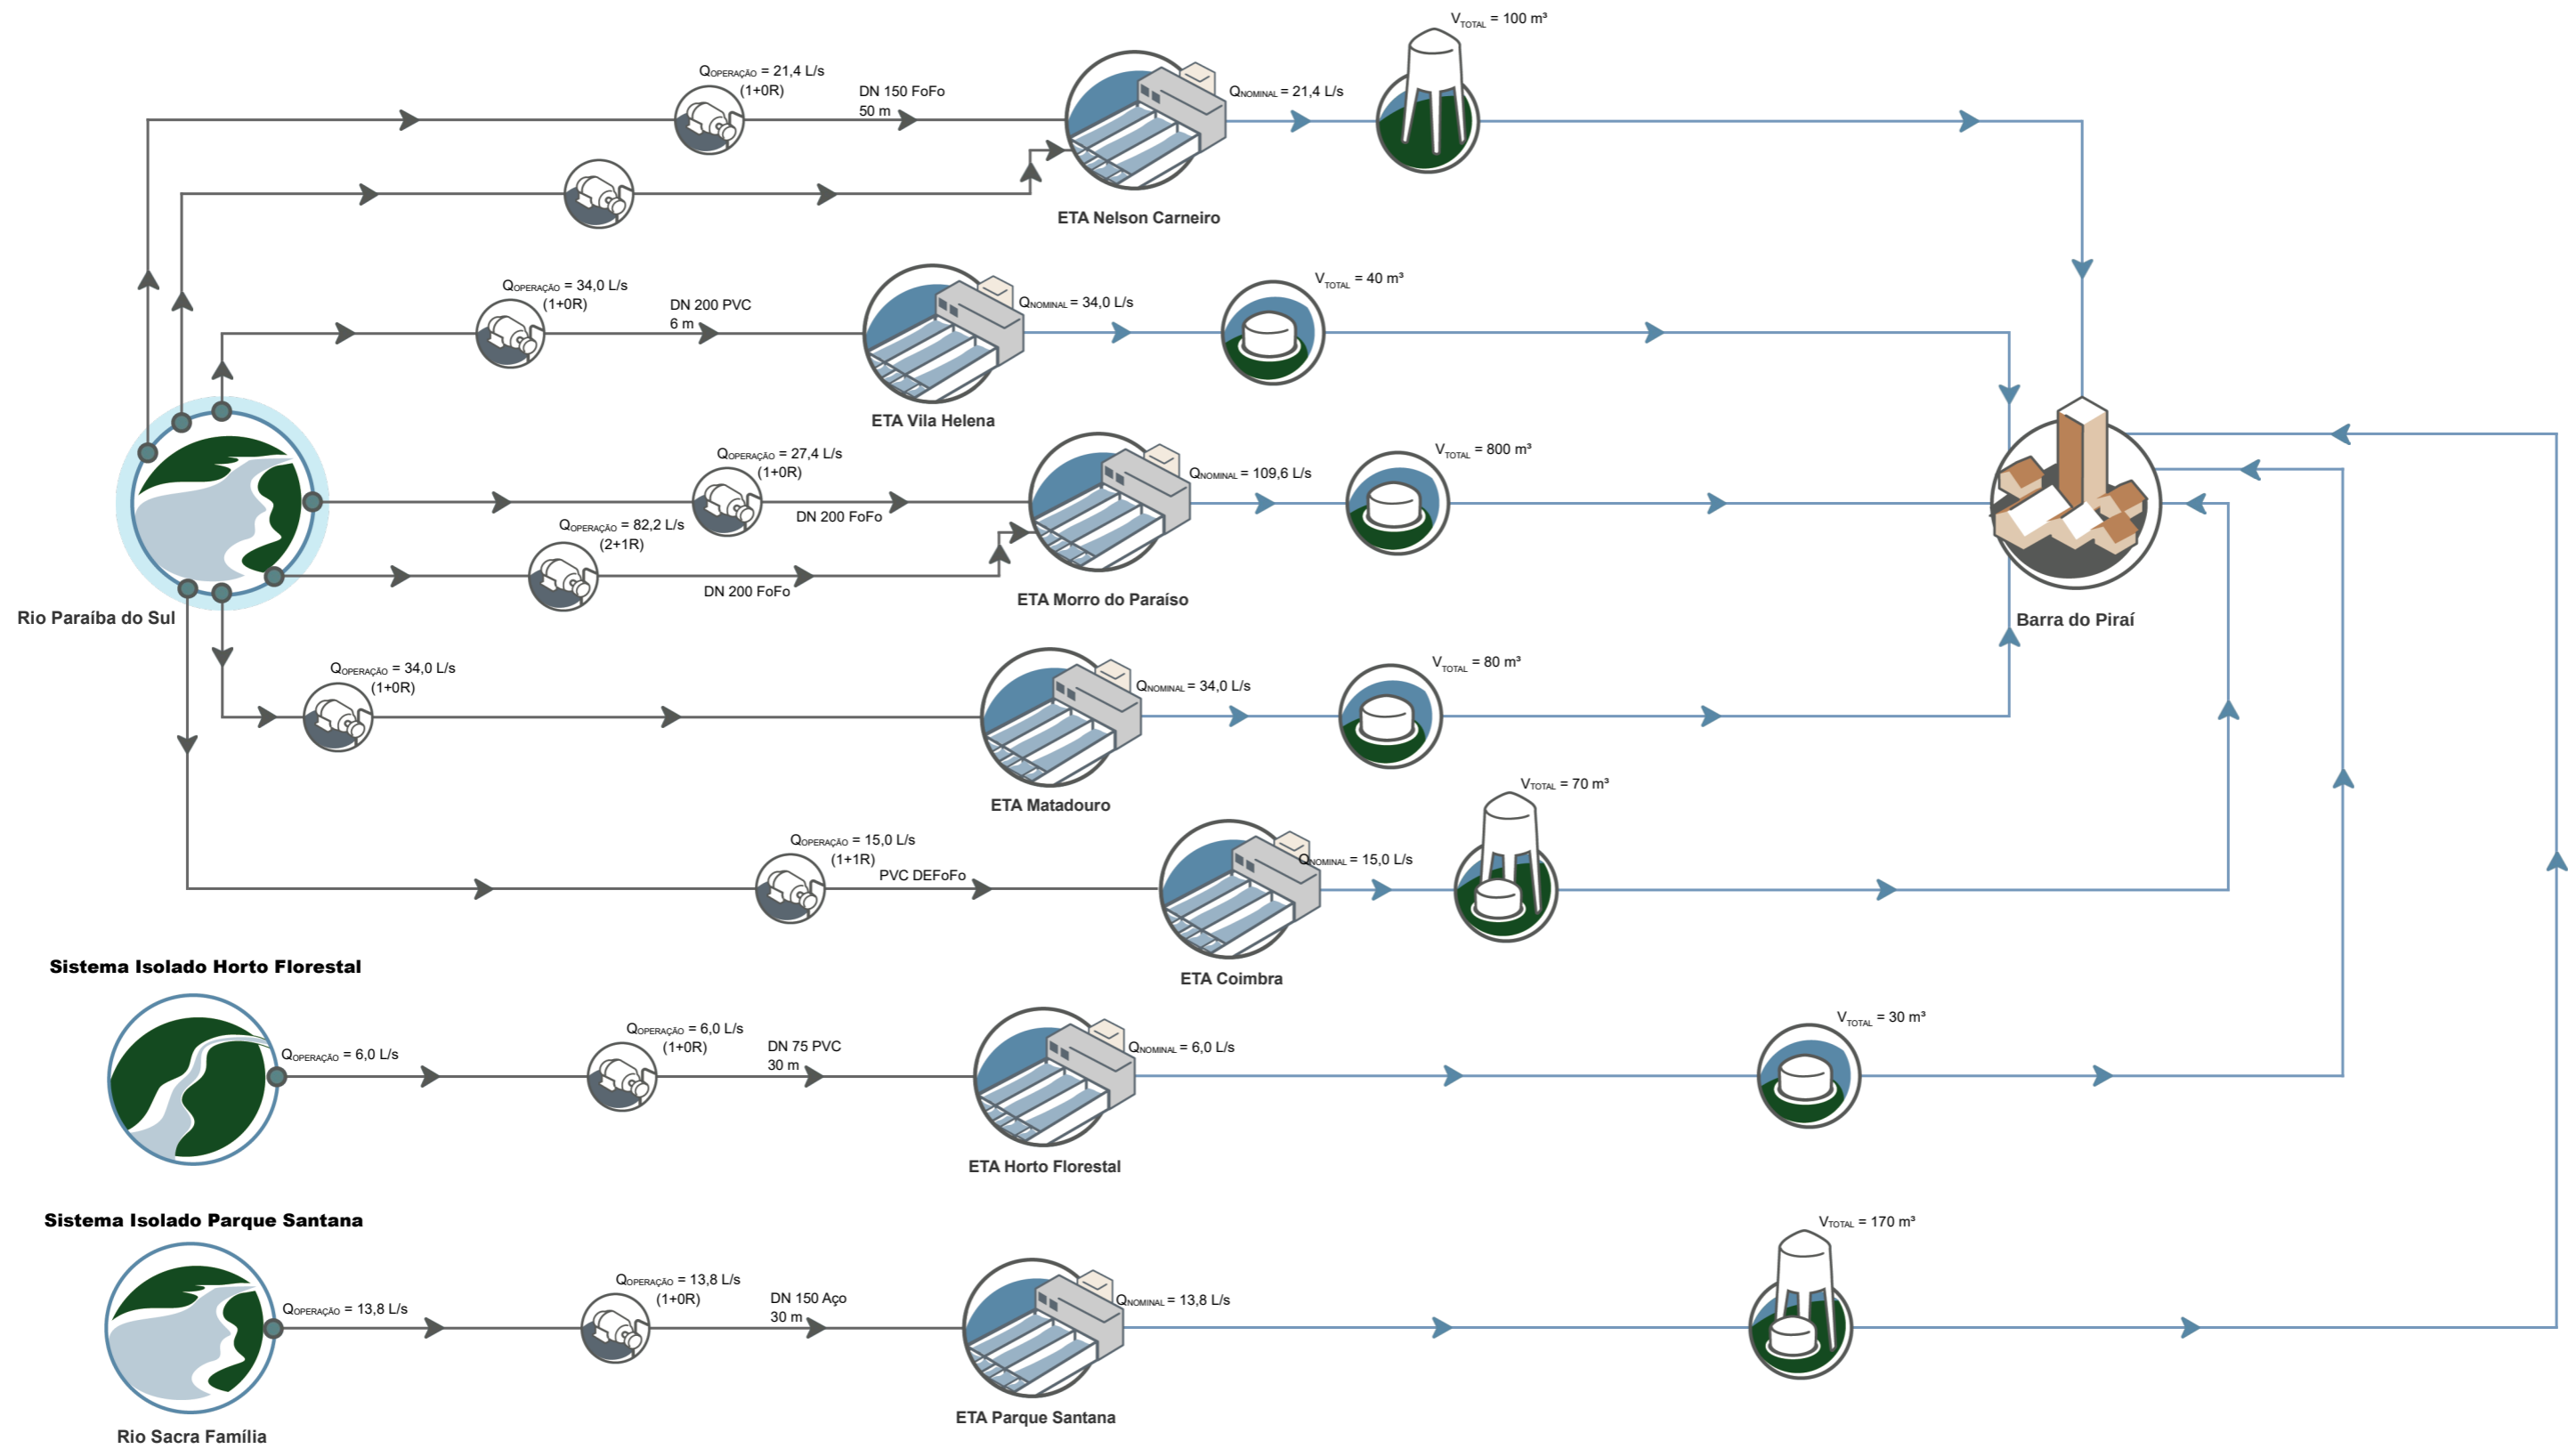 VTOTAL = 100 m³
QOPERAÇÃO = 21,4 L/s
(1+0R)
DN 150 FoFo
50 m
QNOMINAL = 21,4 L/s
ETA Nelson Carneiro
QOPERAÇÃO = 34,0 L/s
(1+0R)
DN 200 PVC
6 m
QNOMINAL = 34,0 L/s
VTOTAL = 40 m³
ETA Vila Helena
QOPERAÇÃO = 27,4 L/s
(1+0R)
DN 200 FoFo
QNOMINAL = 109,6 L/s
VTOTAL = 800 m³
QOPERAÇÃO = 82,2 L/s
(2+1R)
DN 200 FoFo
ETA Morro do Paraíso
Rio Paraíba do Sul
Barra do Piraí
QOPERAÇÃO = 34,0 L/s
(1+0R)
QNOMINAL = 34,0 L/s
VTOTAL = 80 m³
ETA Matadouro
QOPERAÇÃO = 15,0 L/s
(1+1R)
PVC DEFoFo
QNOMINAL = 15,0 L/s
VTOTAL = 70 m³
ETA Coimbra
Sistema Isolado Horto Florestal
QOPERAÇÃO = 6,0 L/s
QOPERAÇÃO = 6,0 L/s
(1+0R)
DN 75 PVC
30 m
QNOMINAL = 6,0 L/s
VTOTAL = 30 m³
ETA Horto Florestal
Sistema Isolado Parque Santana
QOPERAÇÃO = 13,8 L/s
QOPERAÇÃO = 13,8 L/s
(1+0R)
DN 150 Aço
30 m
QNOMINAL = 13,8 L/s
VTOTAL = 170 m³
ETA Parque Santana
Rio Sacra Família